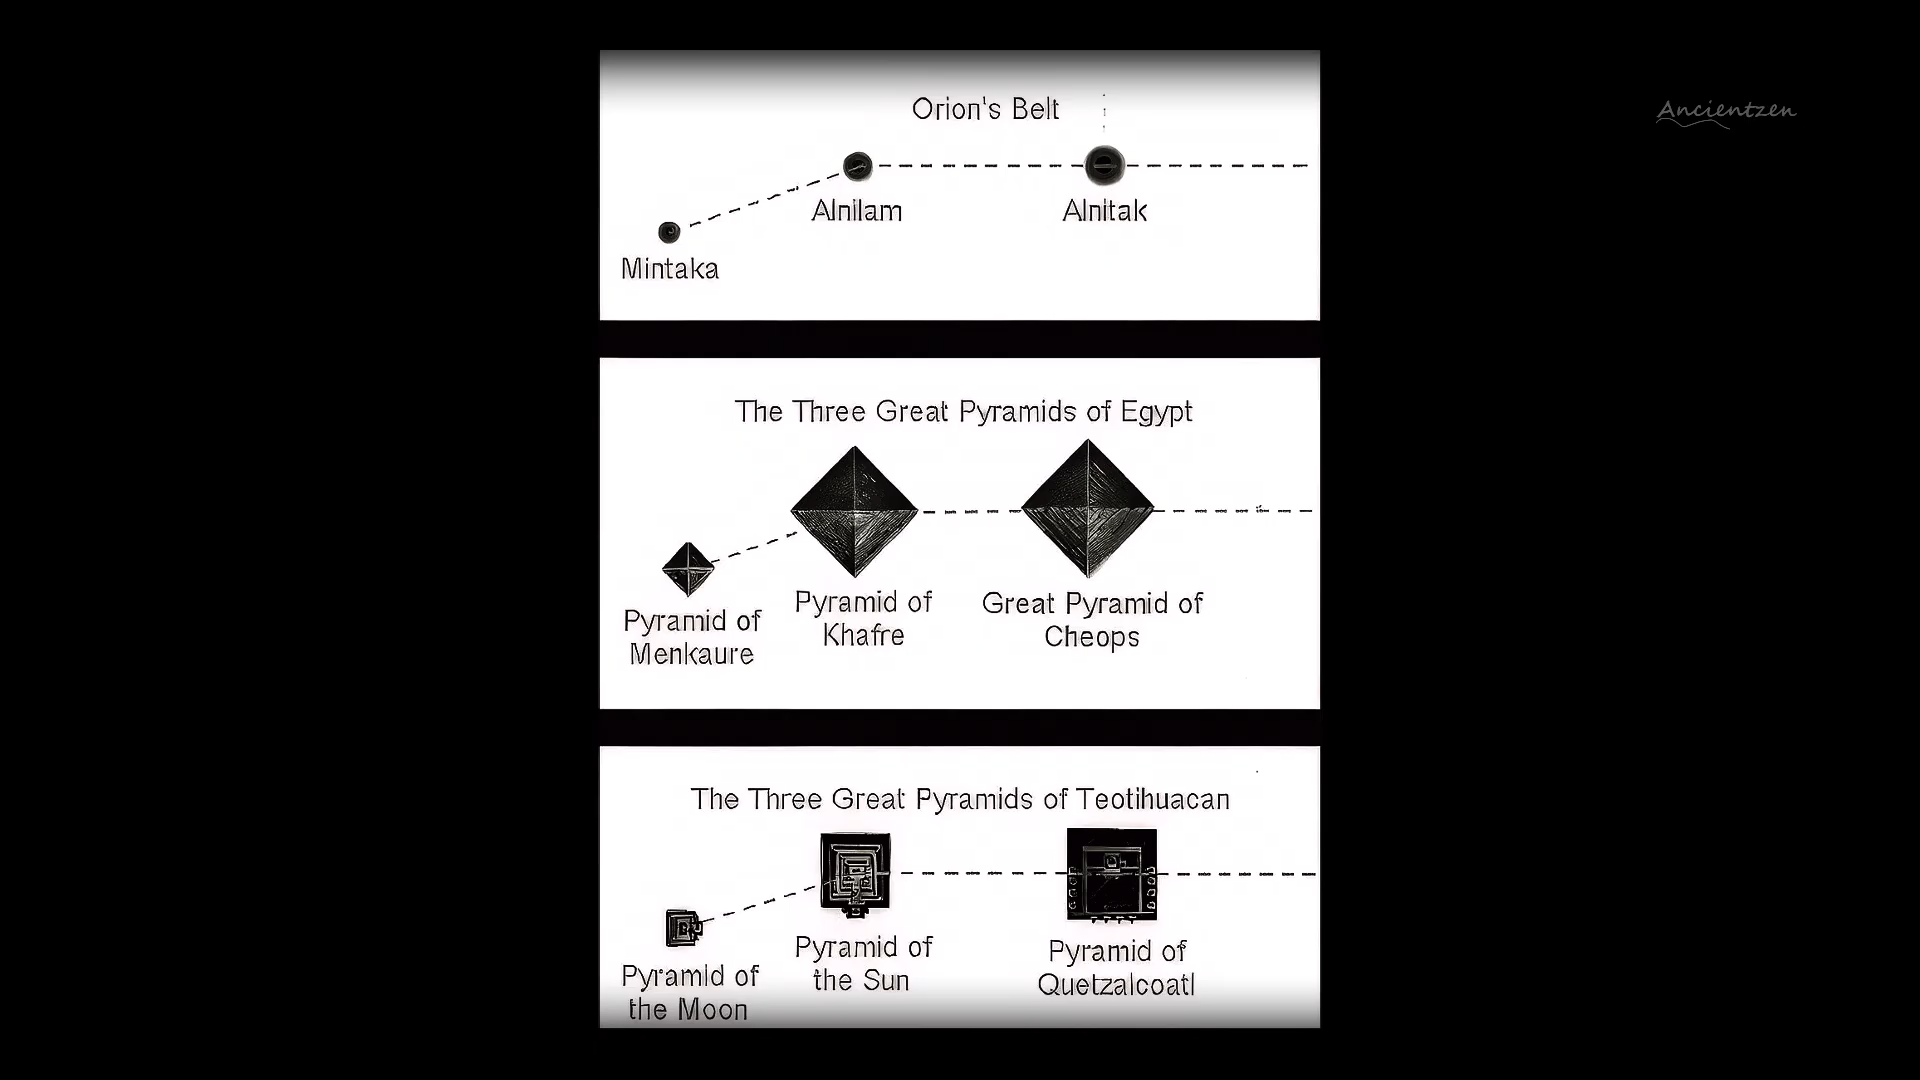 Ancientzen
Orion's Belt
Alnilam
Alnitak
Mintaka
The Three Great Pyramids of Egypt
Pyramid of
Menkaure
Pyramid of
Khafre
Great Pyramid of
Cheops
The Three Great Pyramids of Teotihuacan
Pyramid of
the Moon
Pyramid of
the Sun
Pyramid of
Quetzalcoatl